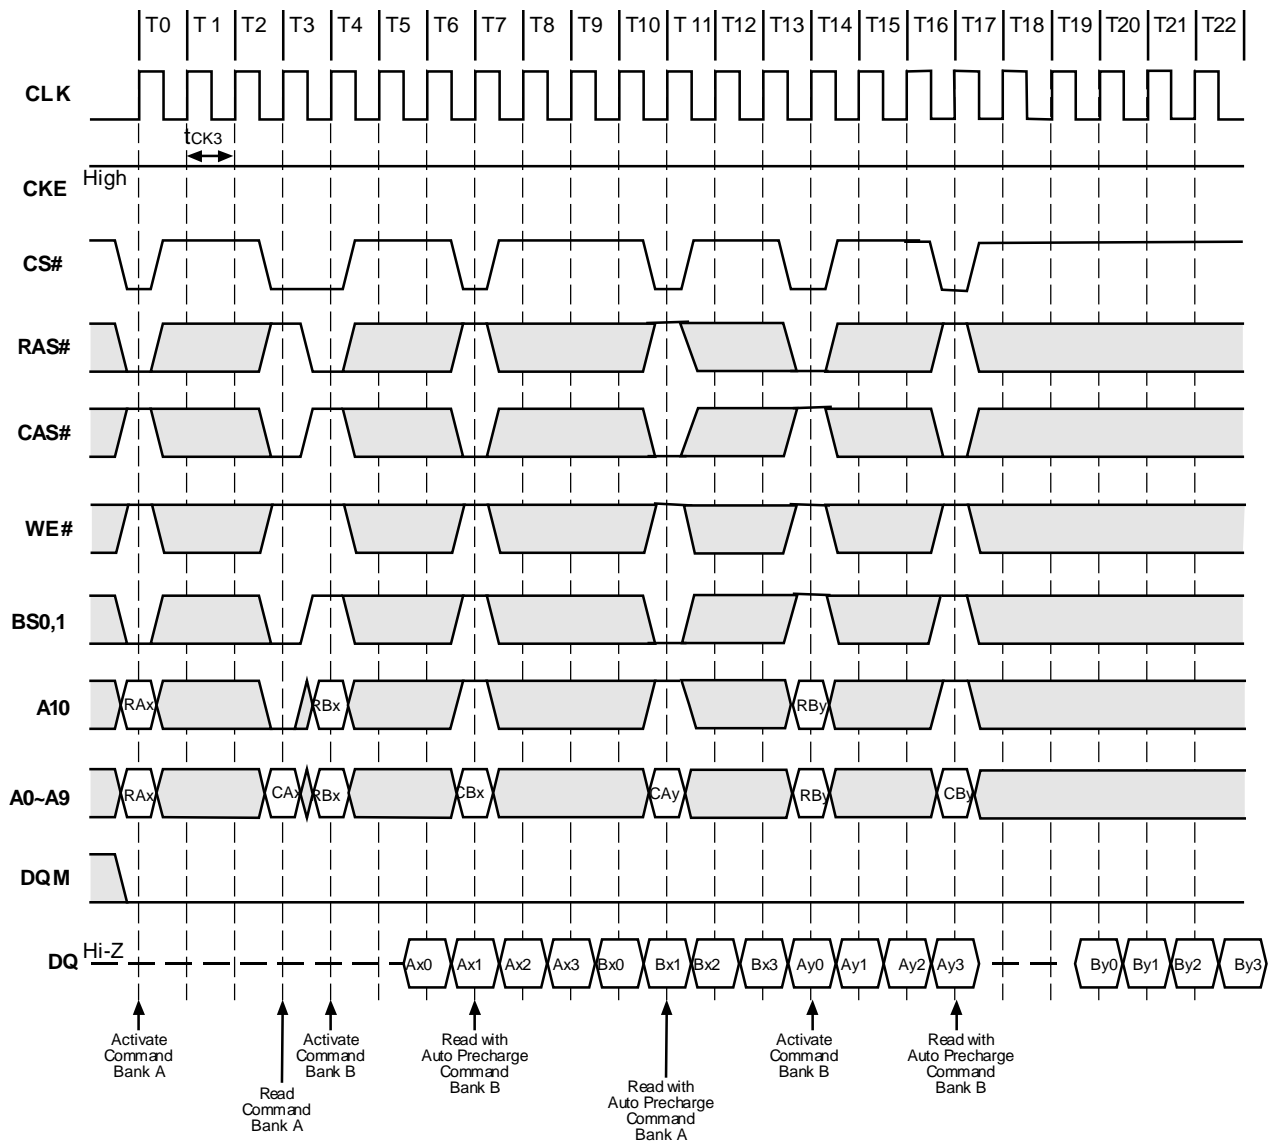 T0 T 1 T2 T3 T4 T5 T6 T7 T8 T9 T10 T 11 T12 T13 T14 T15 T16 T17 T18 T19 T20 T21 T22
CLK
tCK3
High
CKE
CS#
RAS#
CAS#
WE#
BS0,1
A10
RAx RBx RBy
A0~A9
RAx CAx RBx CBx CAy RBy CBy
DQM
DQ
Hi-Z
Ax0 Ax1 Ax2 Ax3 Bx0 Bx1 Bx2 Bx3 Ay0 Ay1 Ay2 Ay3 By0 By1 By2 By3
Activate
Command
Bank A
Read
Command
Bank A
Activate
Command
Bank B
Read with
Auto Precharge
Command
Bank B
Read with
Auto Precharge
Command
Bank A
Activate
Command
Bank B
Read with
Auto Precharge
Command
Bank B